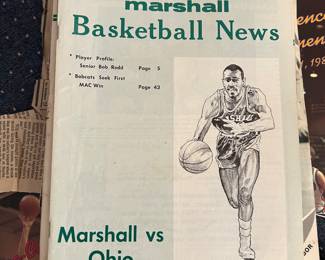 marshall
Basketball News
* Player Profile:
Senior Bob Redd Page 5
* Bobcats Seek First
MAC Win Page 43
Marshall vs
Ohio